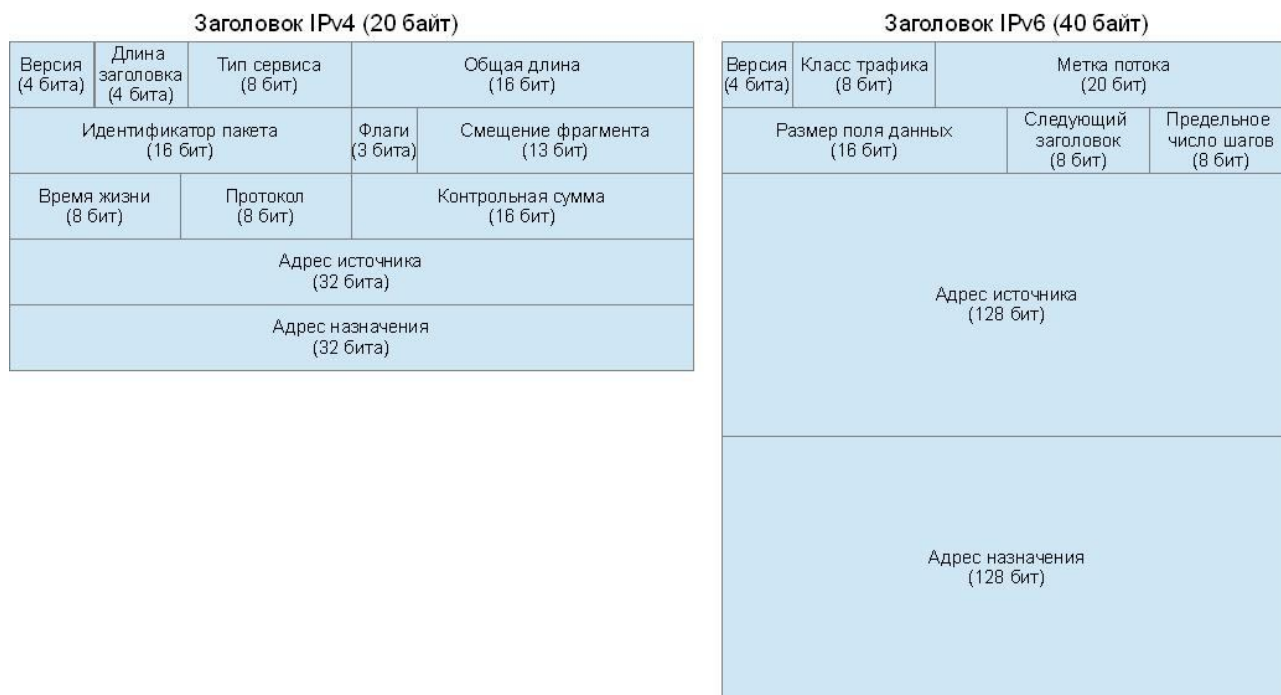 Заголовок IPv4 (20 байт)
Версия
(4 бита)
Длина
заголовка
(4 бита)
Тип сервиса
(8 бит)
Общая длина
(16 бит)
Идентификатор пакета
(16 бит)
Флаги
(3 бита)
Смещение фрагмента
(13 бит)
Время жизни
(8 бит)
Протокол
(8 бит)
Контрольная сумма
(16 бит)
Адрес источника
(32 бита)
Адрес назначения
(32 бита)
Заголовок IPv6 (40 байт)
Версия
(4 бита)
Класс трафика
(8 бит)
Метка потока
(20 бит)
Размер поля данных
(16 бит)
Следующий
заголовок
(8 бит)
Предельное
число шагов
(8 бит)
Адрес источника
(128 бит)
Адрес назначения
(128 бит)